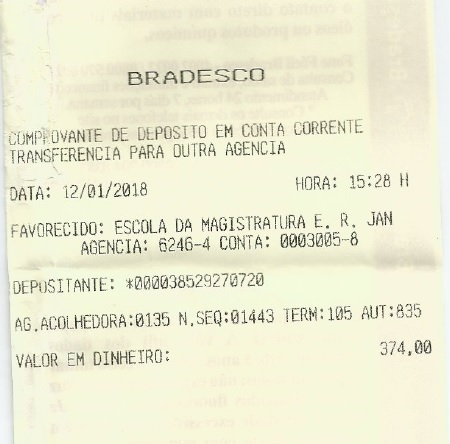 BRADESCO
COMPROVANTE DE DEPOSITO EM CONTA CORRENTE
TRANSFERENCIA PARA OUTRA AGENCIA
DATA: 12/01/2018 HORA: 15:28 H
FAVORECIDO: ESCOLA DA MAGISTRATURA E. R. JAN
AGENCIA: 6246-4 CONTA: 0003005-8
DEPOSITANTE: *000038529270720
AG.ACOLHEDORA:0135 N.SEQ:01443 TERM:105 AUT:835
VALOR EM DINHEIRO: 374,00